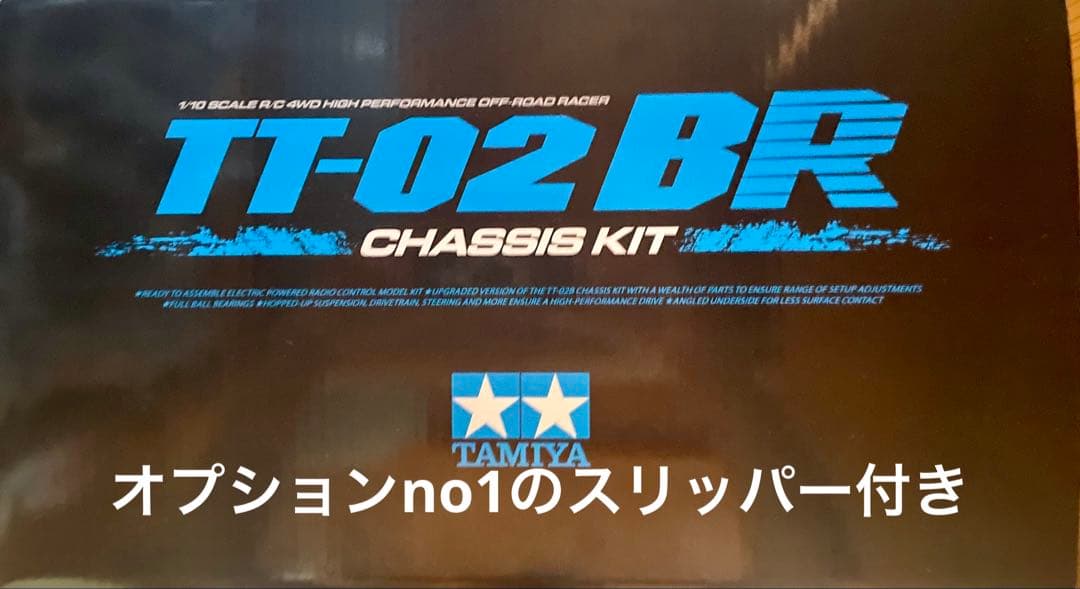 1/10 SCALE R/C 4WD HIGH PERFORMANCE OFF-ROAD RACER
TT-02 BR
CHASSIS KIT
★READY TO ASSEMBLE ELECTRIC POWERED RADIO CONTROL MODEL KIT ★UPGRADED VERSION OF THE TT-02B CHASSIS KIT WITH A WEALTH OF PARTS TO ENSURE RANGE OF SETUP ADJUSTMENTS
★FULL BALL BEARINGS ★HOPPED-UP SUSPENSION, DRIVETRAIN, STEERING AND MORE ENSURE A HIGH-PERFORMANCE DRIVE ★ANGLED UNDERSIDE FOR LESS SURFACE CONTACT
TAMIYA
オプションno1のスリッパー付き